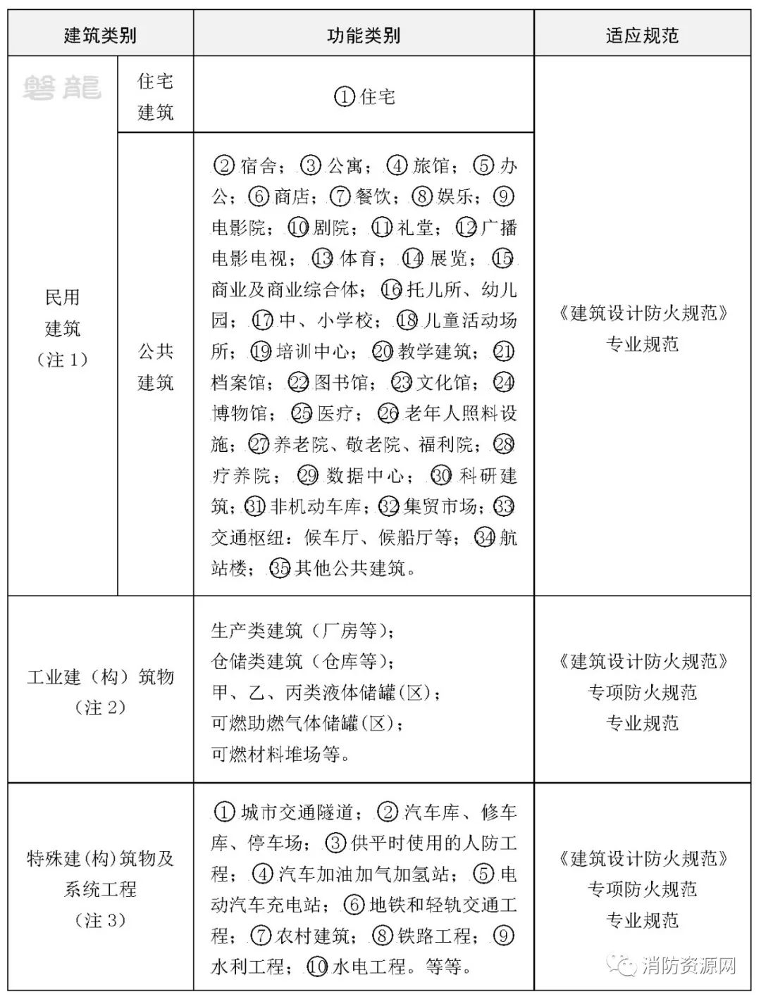 建筑类别
功能类别
适应规范
磐龍
民用
建筑
（注1）
住宅
建筑
①住宅
公共
建筑
②宿舍；③公寓；④旅馆；⑤办
公；⑥商店；⑦餐饮；⑧娱乐；⑨
电影院；⑩剧院；⑪礼堂；⑫广播
电影电视；⑬体育；⑭展览；⑮
商业及商业综合体；⑯托儿所、幼儿
园；⑰中、小学校；⑱儿童活动场
所；⑲培训中心；⑳教学建筑；㉑
档案馆；㉒图书馆；㉓文化馆；㉔
博物馆；㉕医疗；㉖老年人照料设
施；㉗养老院、敬老院、福利院；㉘
疗养院；㉙数据中心；㉚科研建
筑；㉛非机动车库；㉜集贸市场；㉝
交通枢纽：候车厅、候船厅等；㉞航
站楼；㉟其他公共建筑。
《建筑设计防火规范》
专业规范
工业建（构）筑物
（注2）
生产类建筑（厂房等）；
仓储类建筑（仓库等）；
甲、乙、丙类液体储罐(区)；
可燃助燃气体储罐(区)；
可燃材料堆场等。
《建筑设计防火规范》
专项防火规范
专业规范
特殊建(构)筑物及
系统工程
（注3）
①城市交通隧道；②汽车库、修车
库、停车场；③供平时使用的人防工
程；④汽车加油加气加氢站；⑤电
动汽车充电站；⑥地铁和轻轨交通工
程；⑦农村建筑；⑧铁路工程；⑨
水利工程；⑩水电工程。等等。
《建筑设计防火规范》
专项防火规范
专业规范
消防资源网